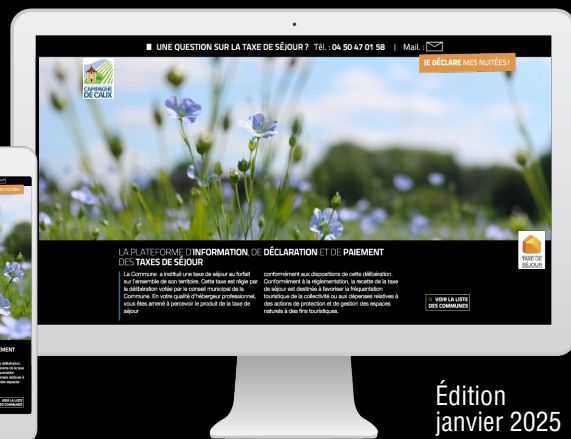 UNE QUESTION SUR LA TAXE DE SÉJOUR ? Tél. : 04 50 47 01 58 | Mail. :
JE DÉCLARE MES NUITÉES !
CAMPAGNE
DE CAUX
LA PLATEFORME D'INFORMATION, DE DÉCLARATION ET DE PAIEMENT
DES TAXES DE SÉJOUR
La Commune a institué une taxe de séjour au forfait
sur l'ensemble de son territoire. Cette taxe est régie par
la délibération votée par le conseil municipal de la
Commune. En votre qualité d'hébergeur professionnel,
vous êtes amené à percevoir le produit de la taxe de
séjour
conformément aux dispositions de cette délibération.
Conformément à la réglementation, la recette de la taxe
de séjour est destinée à favoriser la fréquentation
touristique de la collectivité ou aux dépenses relatives à
des actions de protection et de gestion des espaces
naturels à des fins touristiques.
TAXE DE
SÉJOUR
VOIR LA LISTE
DES COMMUNES
Édition
janvier 2025